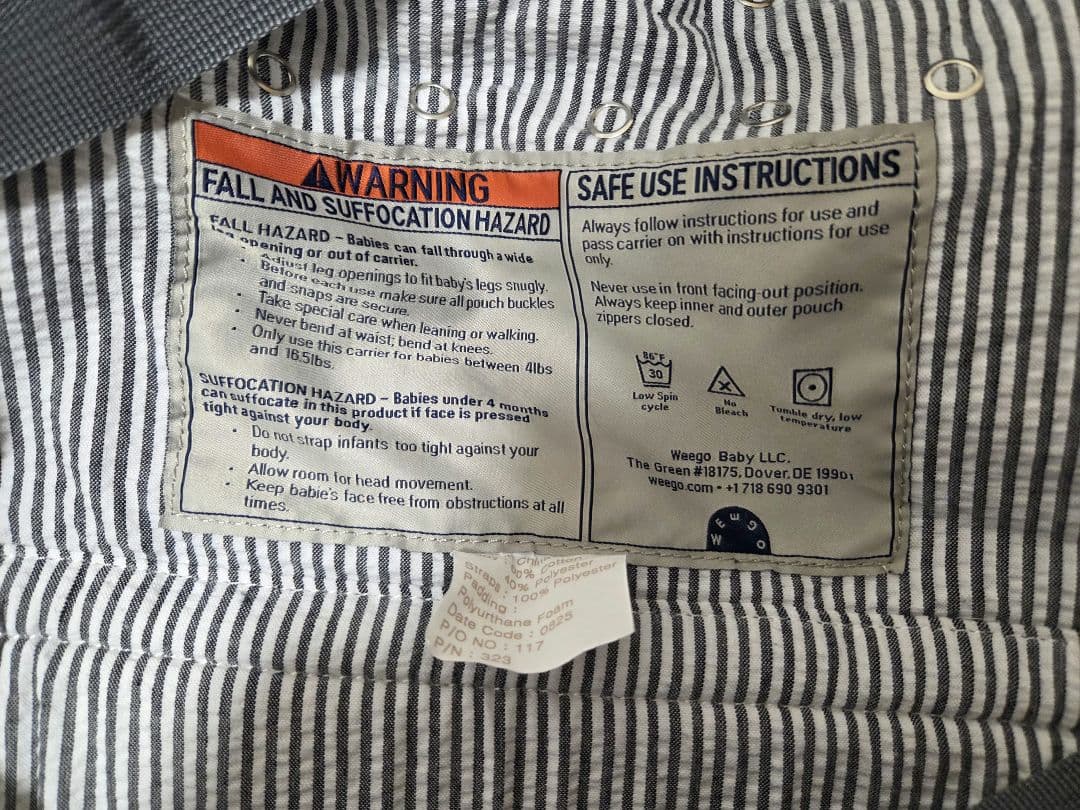 WARNING
FALL AND SUFFOCATION HAZARD
FALL HAZARD – Babies can fall through a wide
leg opening or out of carrier.
• Adjust leg openings to fit baby's legs snugly.
• Before each use make sure all pouch buckles
and snaps are secure.
• Take special care when leaning or walking.
• Never bend at waist; bend at knees.
• Only use this carrier for babies between 4lbs
and 16.5lbs.
SUFFOCATION HAZARD – Babies under 4 months
can suffocate in this product if face is pressed
tight against your body.
• Do not strap infants too tight against your
body.
• Allow room for head movement.
• Keep babie's face free from obstructions at all
times.
SAFE USE INSTRUCTIONS
Always follow instructions for use and
pass carrier on with instructions for use
only.
Never use in front facing-out position.
Always keep inner and outer pouch
zippers closed.
86°F
30
Low Spin
cycle
No
Bleach
Tumble dry, low
temperature
Weego Baby LLC.
The Green #18175, Dover, DE 19901
weego.com • +1 718 690 9301
WEEGO
Straps :
100% Polyester
Padding :
Polyurthane Foam
Date Code : 0825
P/O NO : 117
P/N : 323